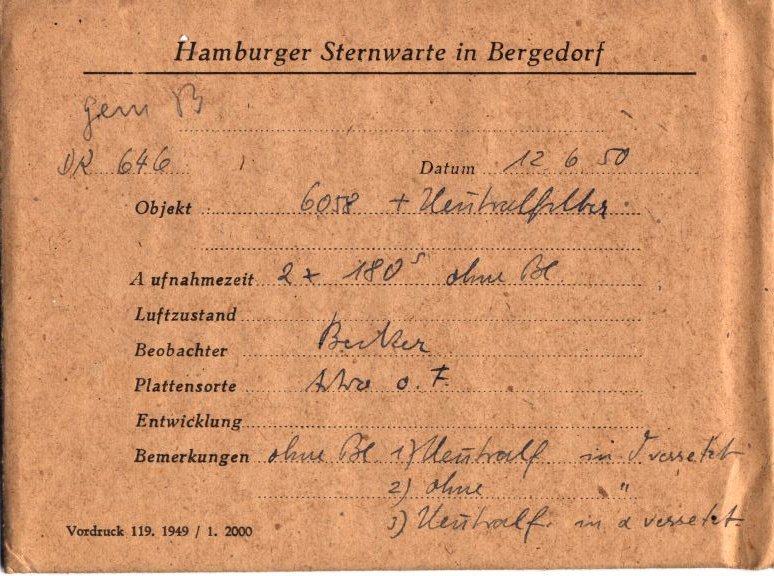 Hamburger Sternwarte in Bergedorf
gem B
DR 646 Datum 12 6 50
Objekt 6058 + Neutralfilter
Aufnahmezeit 2 x 180s ohne Bl.
Luftzustand
Beobachter Becker
Plattensorte Astro o. F.
Entwicklung
Bemerkungen ohne Bl 1) Neutralf in δ versetzt
2) ohne "
3) Neutralf. in α versetzt
Vordruck 119. 1949 / 1. 2000